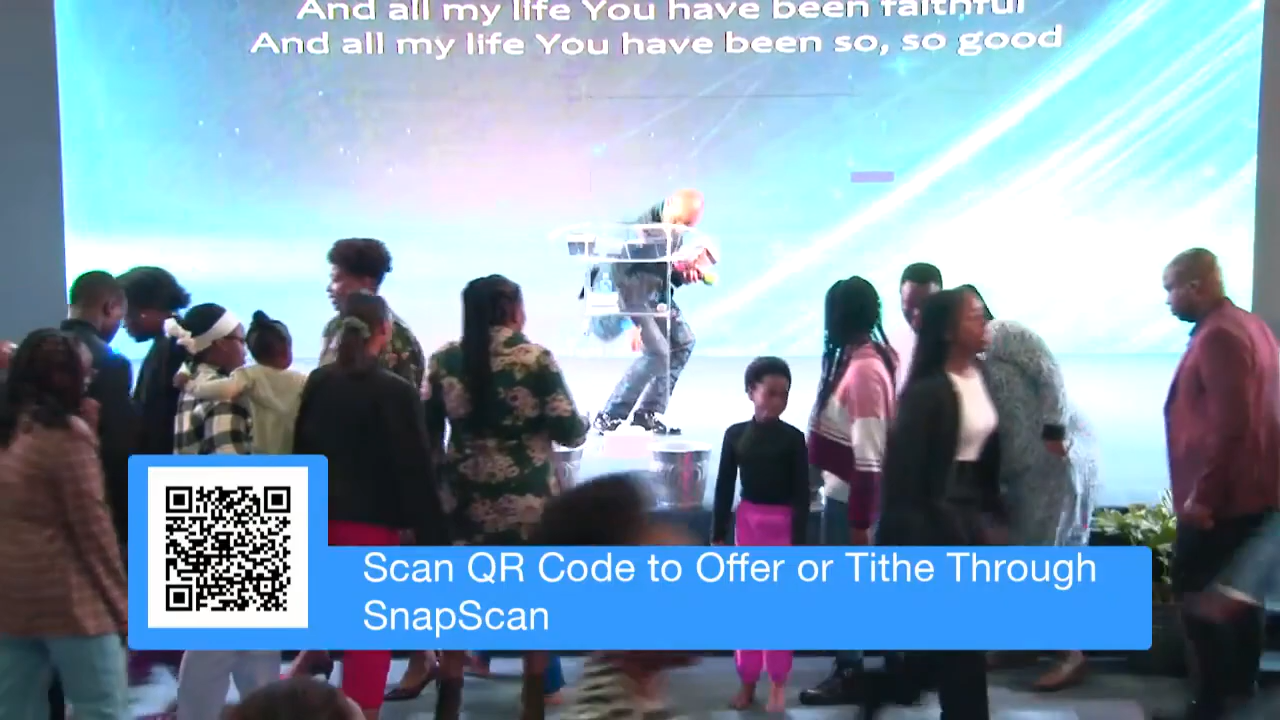 And all my life You have been faithful
And all my life You have been so, so good
Scan QR Code to Offer or Tithe Through
SnapScan